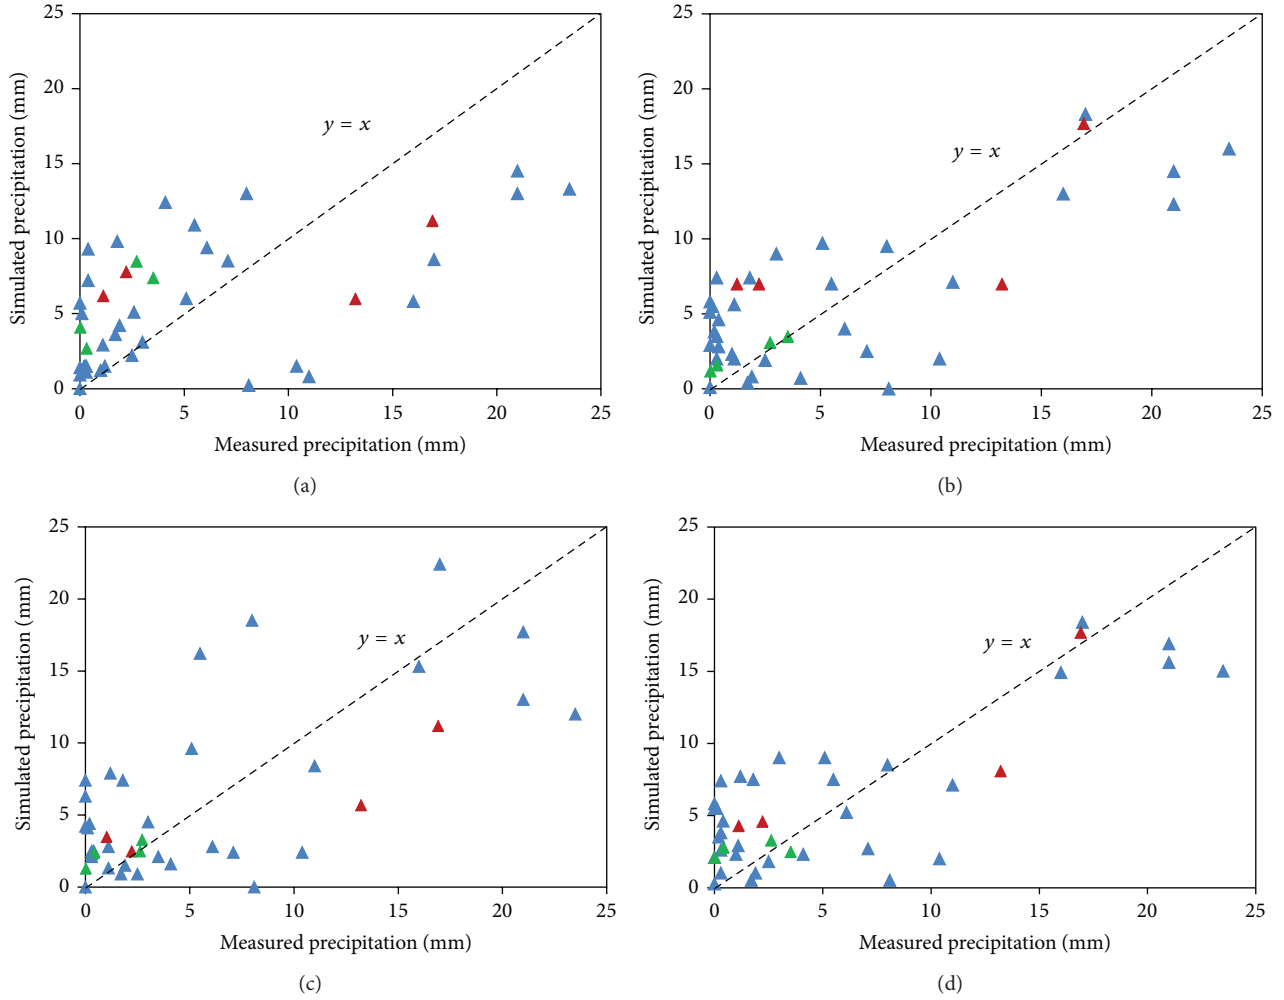 25
20
15
10
5
0
Simulated precipitation (mm)
y = x
0 5 10 15 20 25
Measured precipitation (mm)
(a)
25
20
15
10
5
0
Simulated precipitation (mm)
y = x
0 5 10 15 20 25
Measured precipitation (mm)
(b)
25
20
15
10
5
0
Simulated precipitation (mm)
y = x
0 5 10 15 20 25
Measured precipitation (mm)
(c)
25
20
15
10
5
0
Simulated precipitation (mm)
y = x
0 5 10 15 20 25
Measured precipitation (mm)
(d)